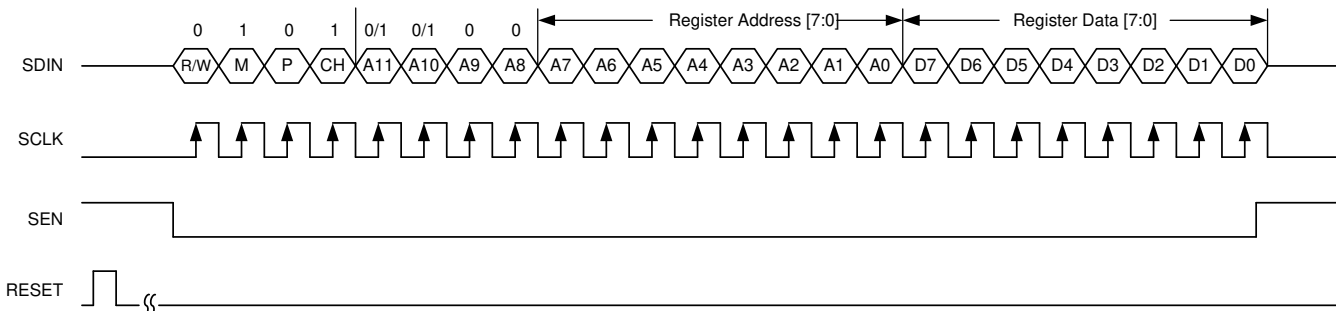 0 1 0 1 0/1 0/1 0 0 Register Address [7:0] Register Data [7:0]
SDIN R/W M P CH A11 A10 A9 A8 A7 A6 A5 A4 A3 A2 A1 A0 D7 D6 D5 D4 D3 D2 D1 D0
SCLK
SEN
RESET